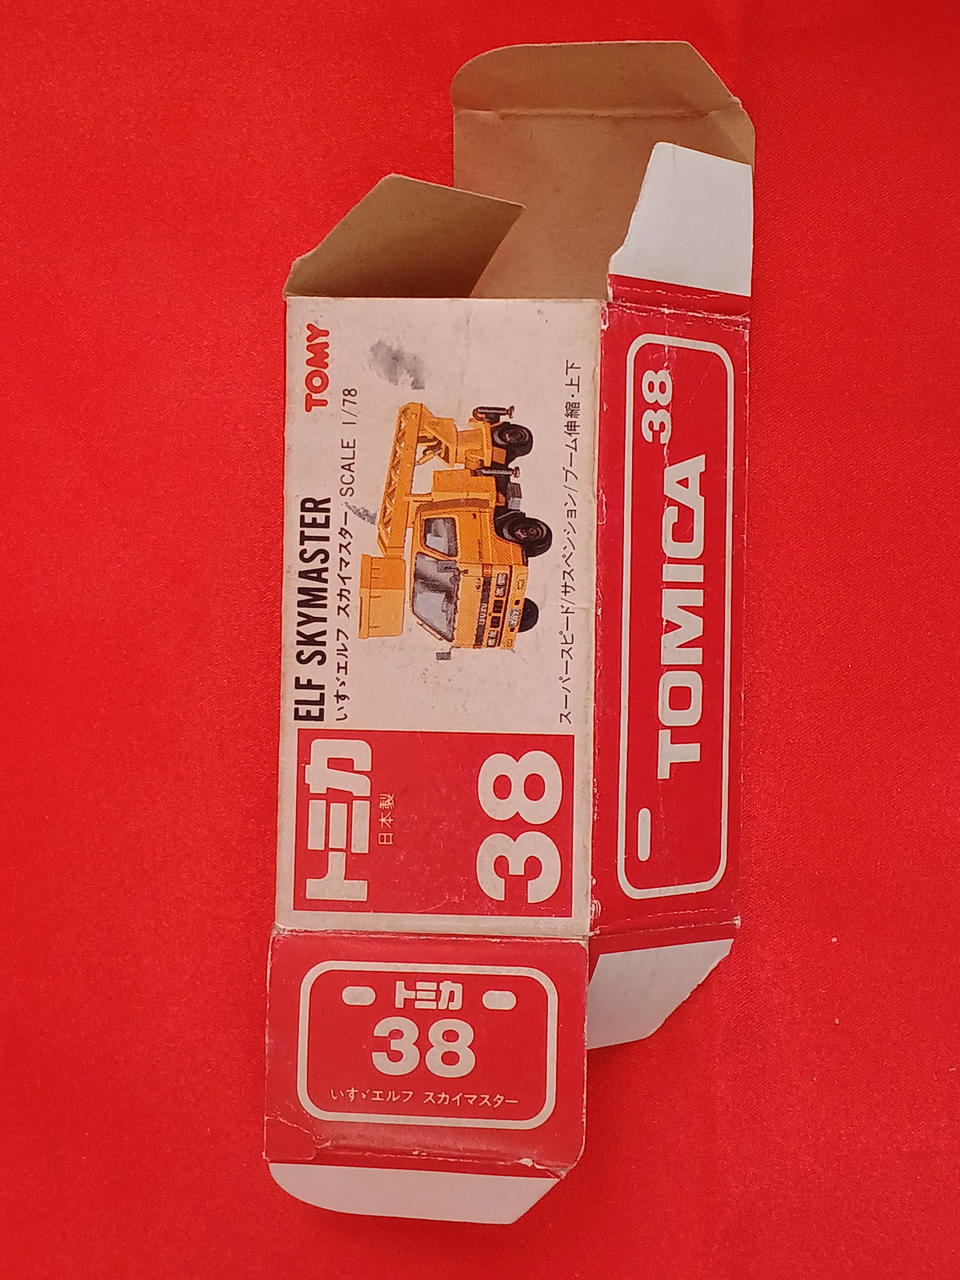 TOMY
ELF SKYMASTER
いすゞエルフ スカイマスター SCALE 1/78
ISUZU
スーパースピード/サスペンション/ブーム伸縮・上下
トミカ
日本製
38
TOMICA 38
トミカ
38
いすゞエルフ スカイマスター